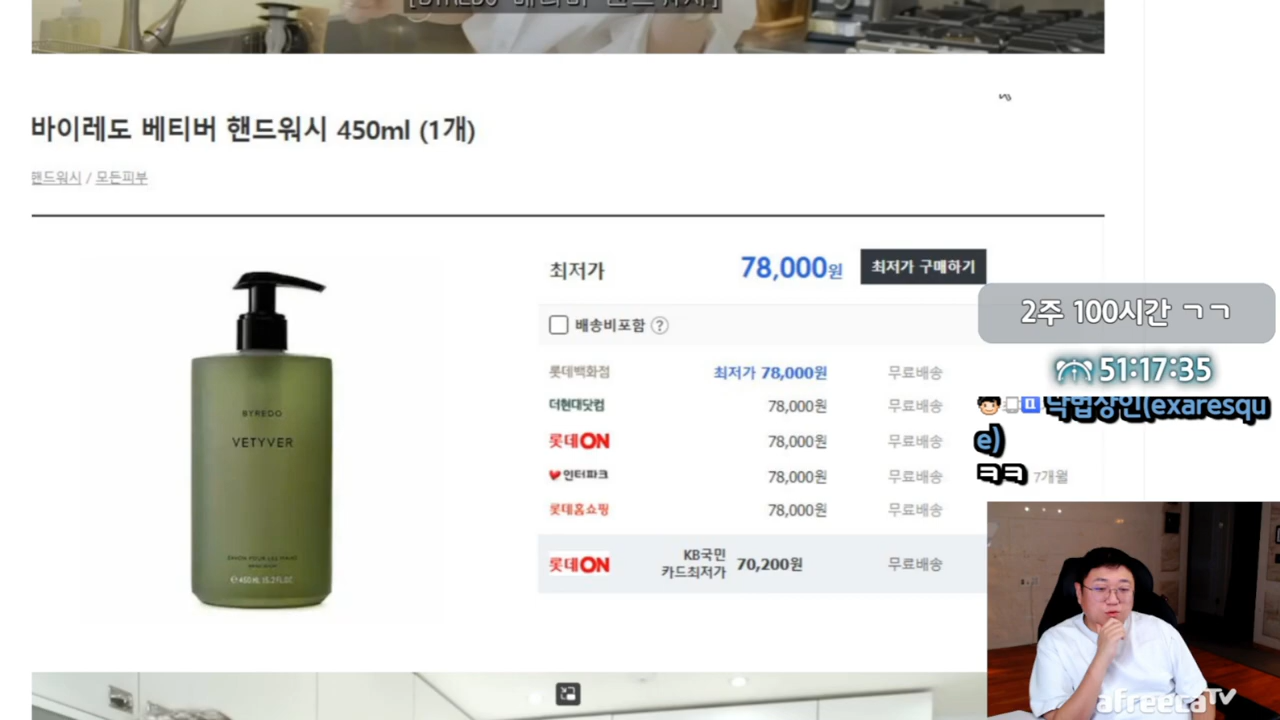 바이레도 베티버 핸드워시 450ml (1개)
핸드워시 / 모든피부
최저가 78,000원 최저가 구매하기
배송비포함 ?
롯데백화점 최저가 78,000원 무료배송
더현대닷컴 78,000원 무료배송
롯데ON 78,000원 무료배송
인터파크 78,000원 무료배송
롯데홈쇼핑 78,000원 무료배송
롯데ON KB국민 70,200원 무료배송
카드최저가
BYREDO
VETYVER
2주 100시간 ㄱㄱ
51:17:35
(exaresqu
e)
ㅋㅋ 7개월
afreecaTV